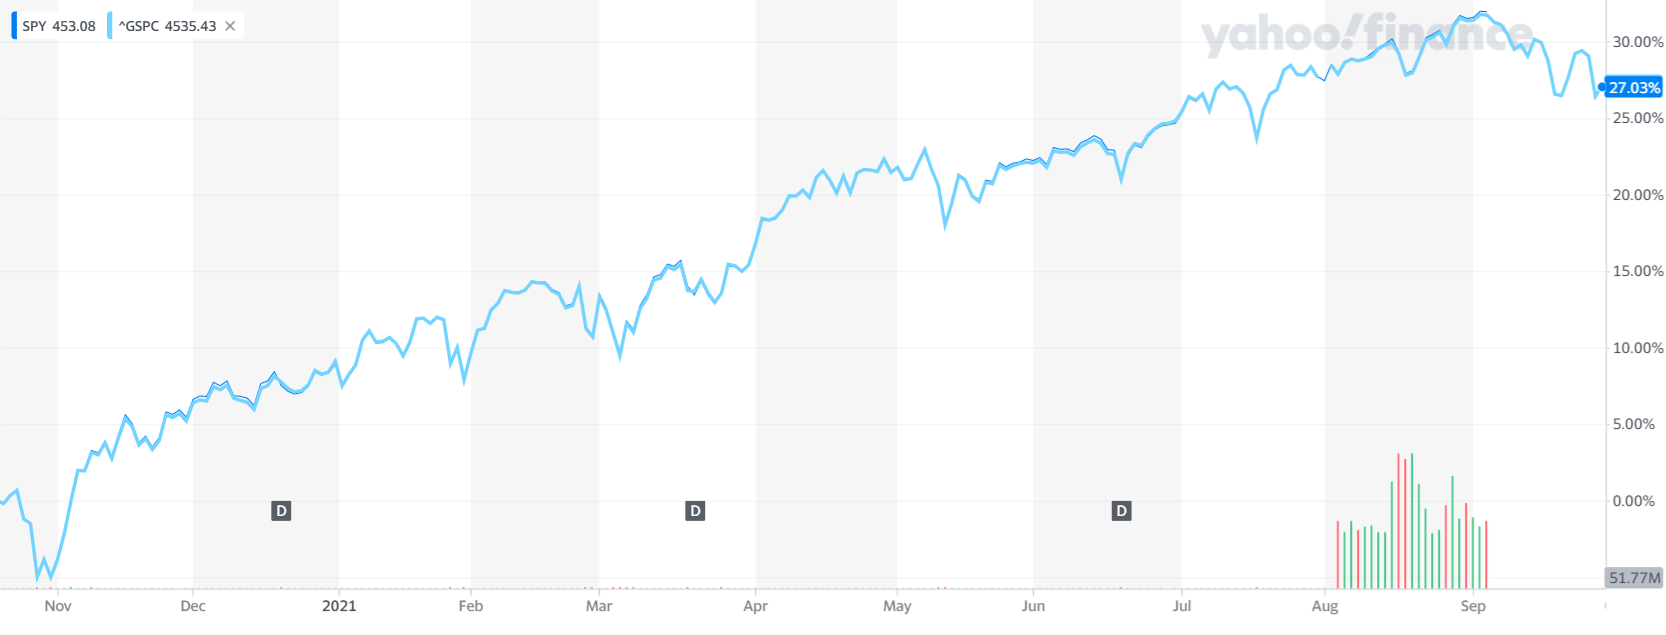 SPY 453.08 ^GSPC 4535.43 ✕
yahoo!finance
30.00%
27.03%
25.00%
20.00%
15.00%
10.00%
5.00%
0.00%
D D D
51.77M
Nov Dec 2021 Feb Mar Apr May Jun Jul Aug Sep